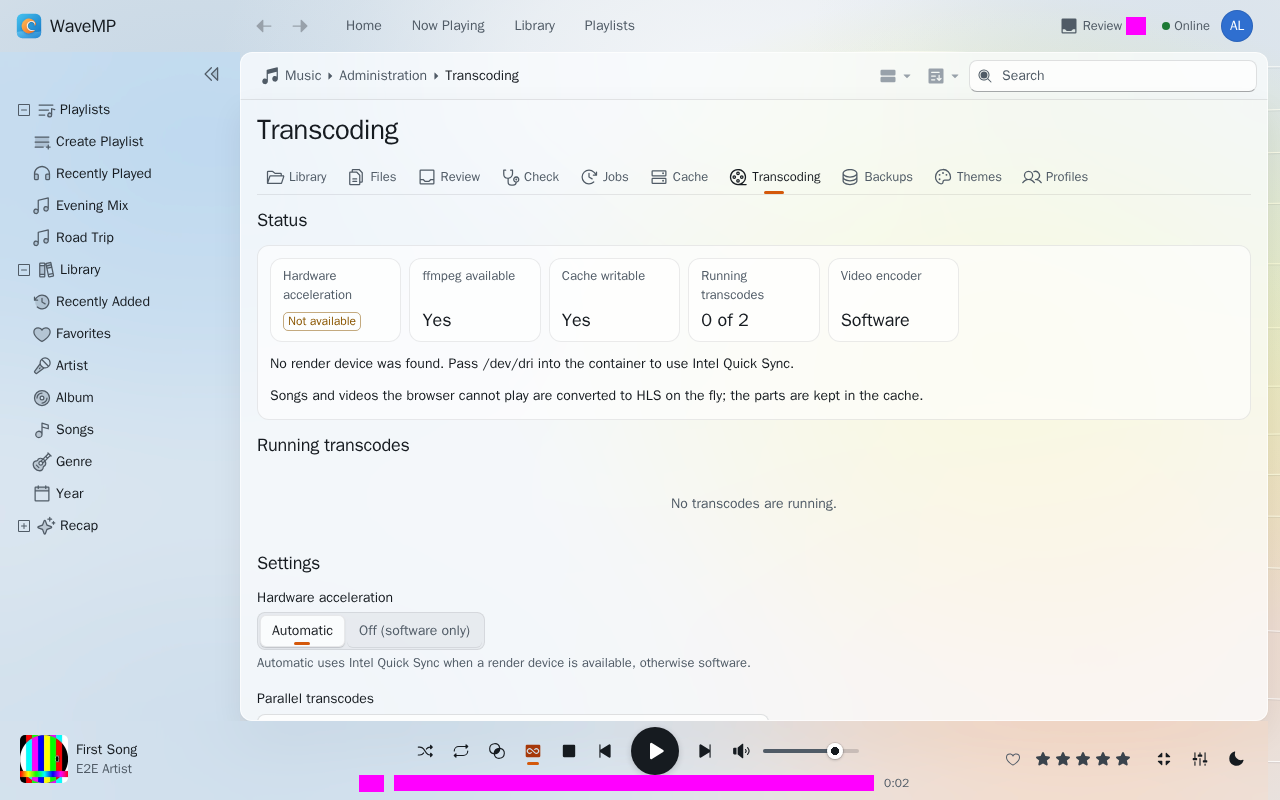 WaveMP
Home
Now Playing
Library
Playlists
Review
Online
AL
Music
Administration
Transcoding
Search
Playlists
Create Playlist
Recently Played
Evening Mix
Road Trip
Library
Recently Added
Favorites
Artist
Album
Songs
Genre
Year
Recap
Transcoding
Library
Files
Review
Check
Jobs
Cache
Transcoding
Backups
Themes
Profiles
Status
Hardware
acceleration
Not available
ffmpeg available
Yes
Cache writable
Yes
Running
transcodes
0 of 2
Video encoder
Software
No render device was found. Pass /dev/dri into the container to use Intel Quick Sync.
Songs and videos the browser cannot play are converted to HLS on the fly; the parts are kept in the cache.
Running transcodes
No transcodes are running.
Settings
Hardware acceleration
Automatic
Off (software only)
Automatic uses Intel Quick Sync when a render device is available, otherwise software.
Parallel transcodes
First Song
E2E Artist
0:02